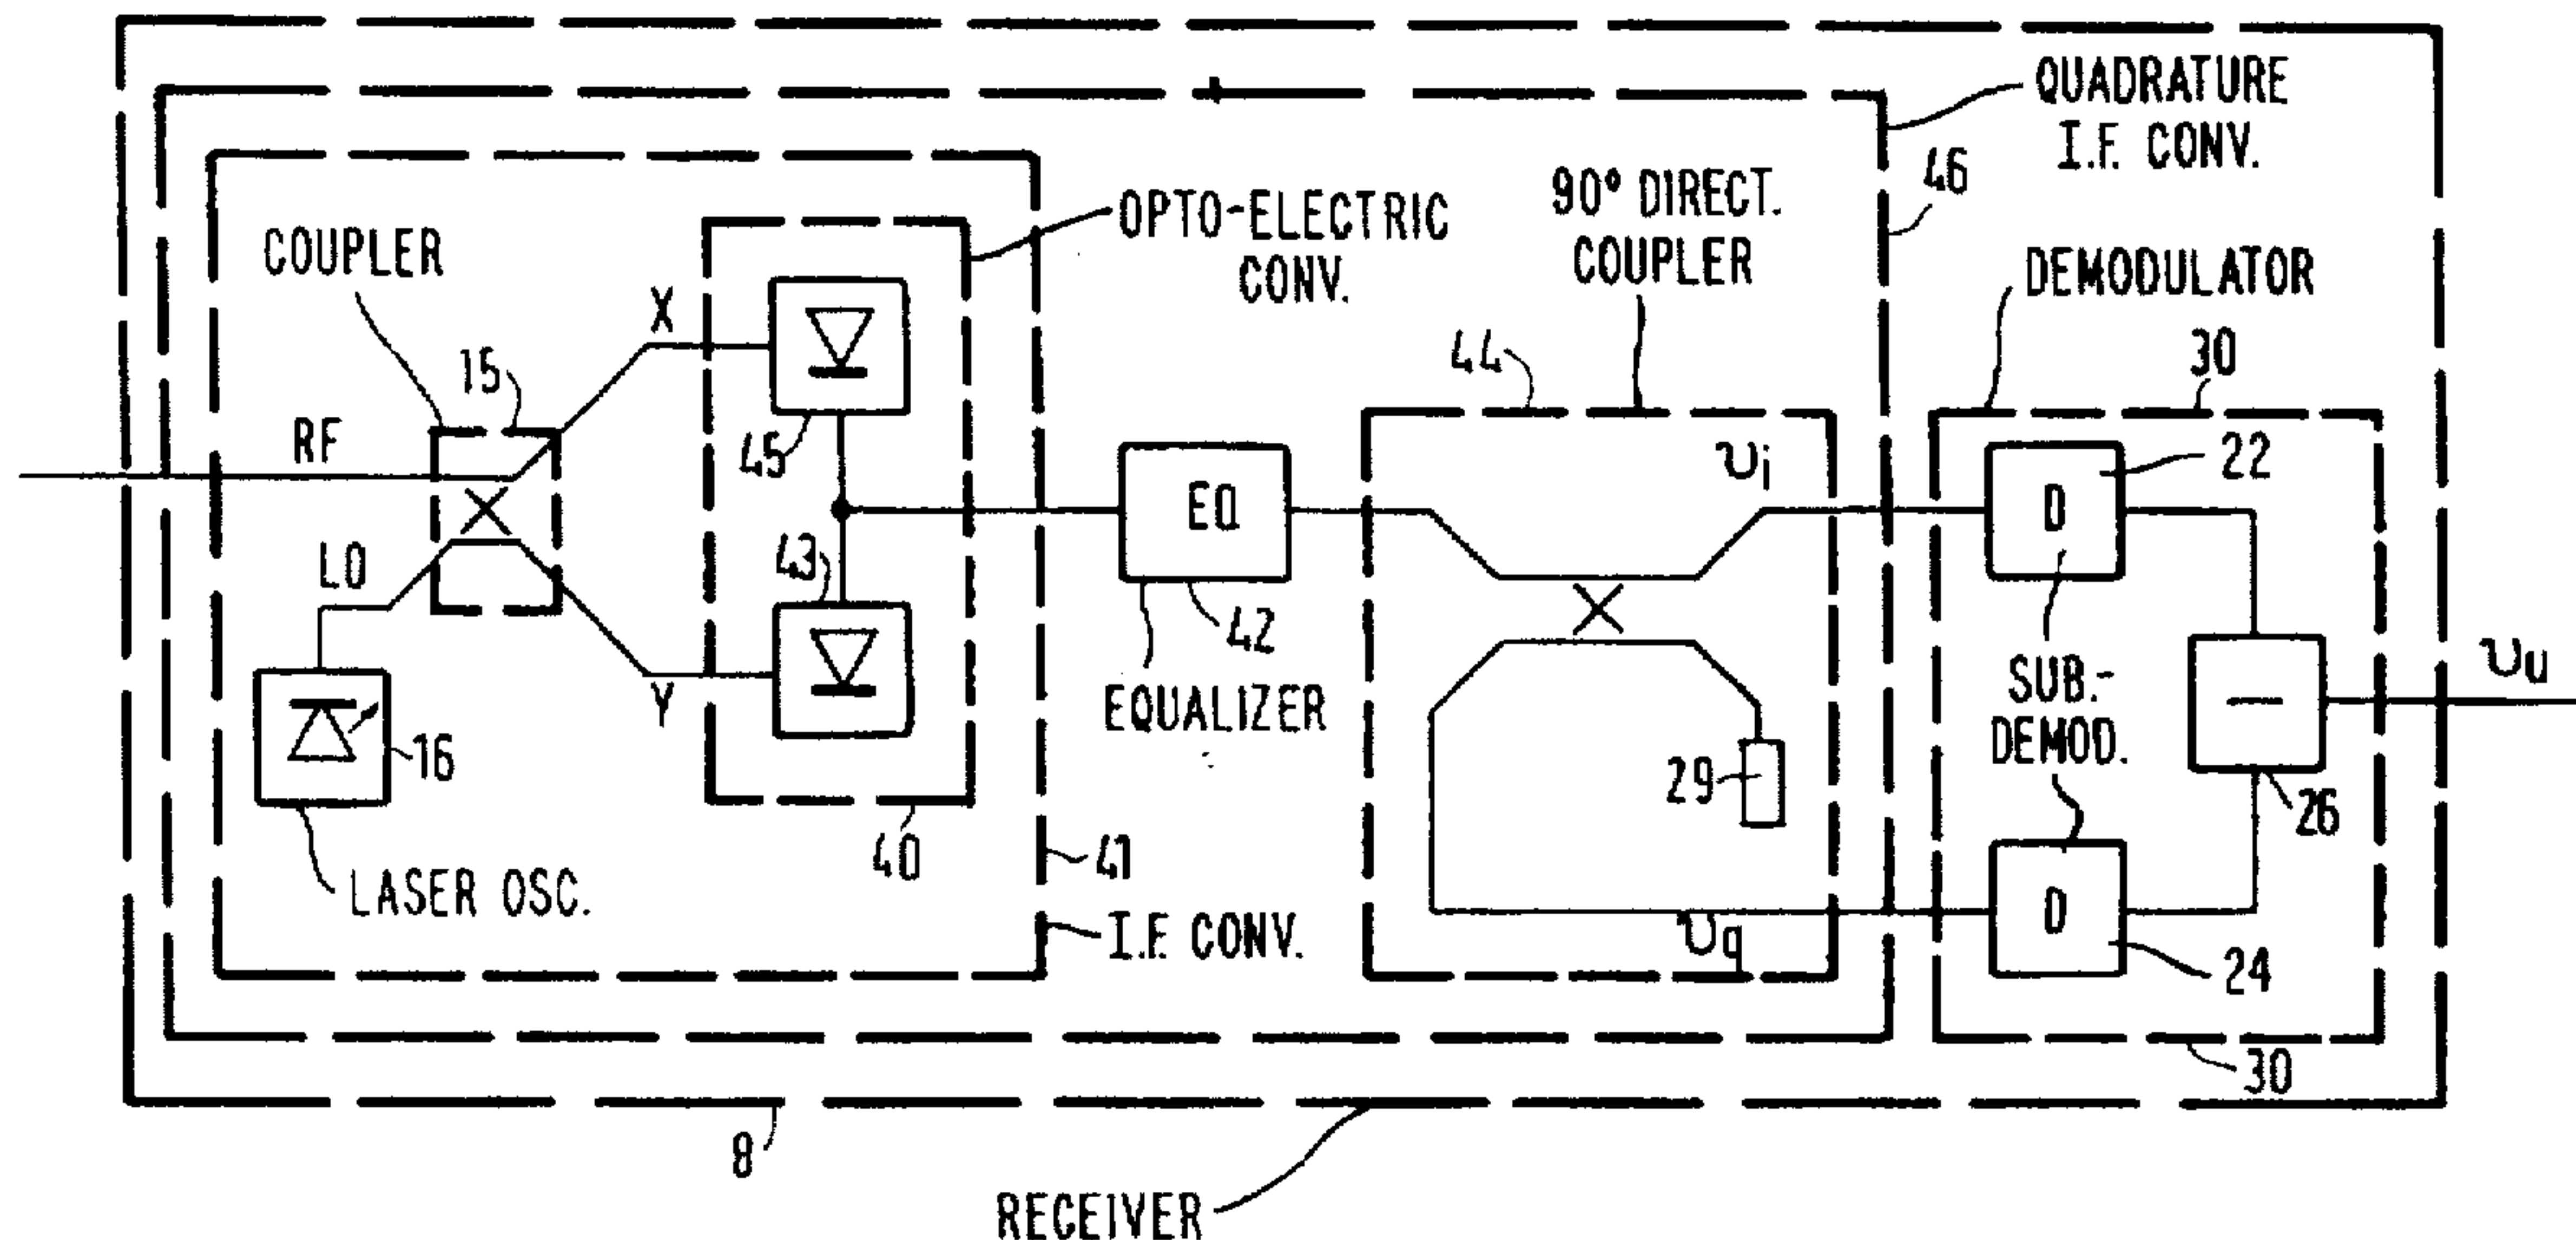 QUADRATURE
I.F. CONV.
46
COUPLER
OPTO-ELECTRIC
CONV.
90° DIRECT.
COUPLER
DEMODULATOR
X
15
44
30
RF
45
EQ
υi
D
22
LO
43
42
SUB.-
DEMOD.
υu
Y
EQUALIZER
16
29
26
40
41
LASER OSC.
I.F. CONV.
υq
D
24
30
8
RECEIVER